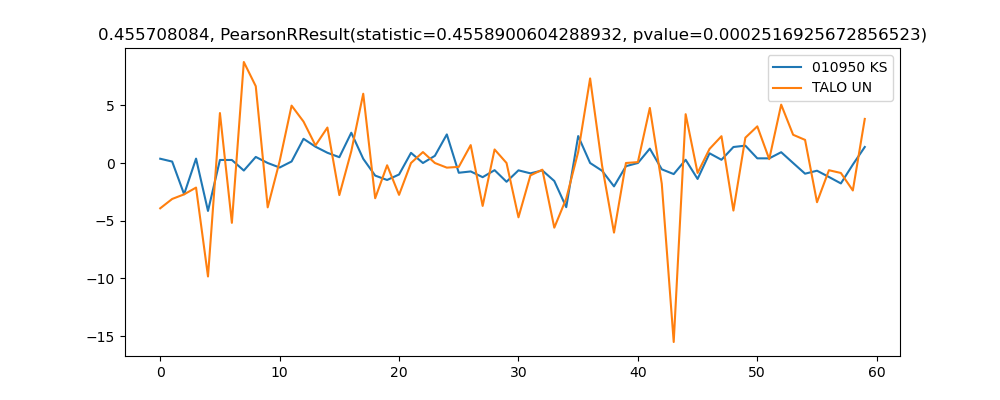 0.455708084, PearsonRResult(statistic=0.4558900604288932, pvalue=0.0002516925672856523)
010950 KS
TALO UN
5
0
−5
−10
−15
0 10 20 30 40 50 60